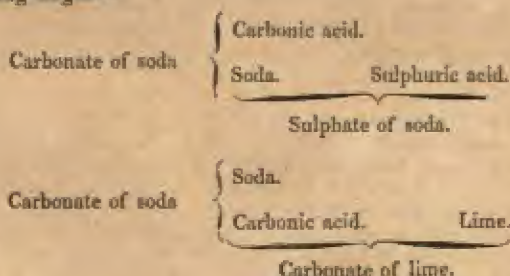 Carbonic acid.
Carbonate of soda
Soda. Sulphuric acid.
Sulphate of soda.
Soda.
Carbonate of soda
Carbonic acid. Lime.
Carbonate of lime.